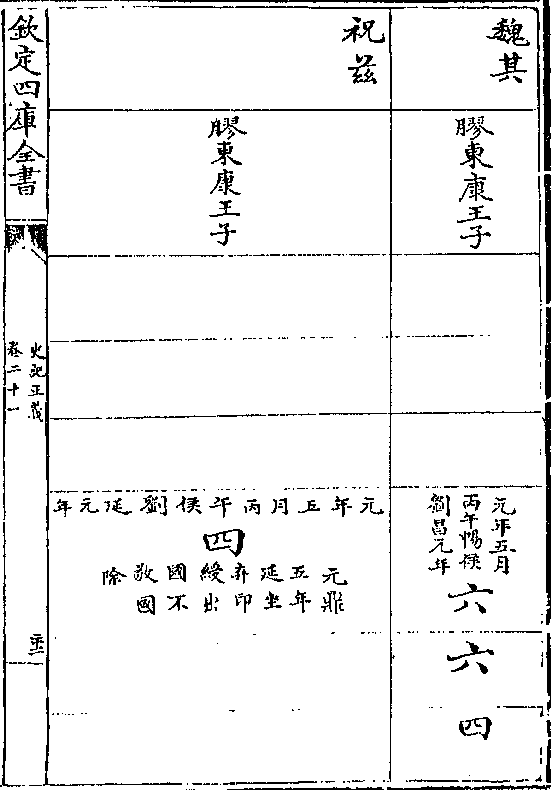 魏其
膠東康王子
元年五月
丙午惕侯
劉昌元年
六
六
四
祝茲
膠東康王子
元年五月丙午侯劉延元年
四
元鼎
五年
延坐
弃印
綬出
國不
敬國
除
欽定四庫全書
史記正義
卷二十一